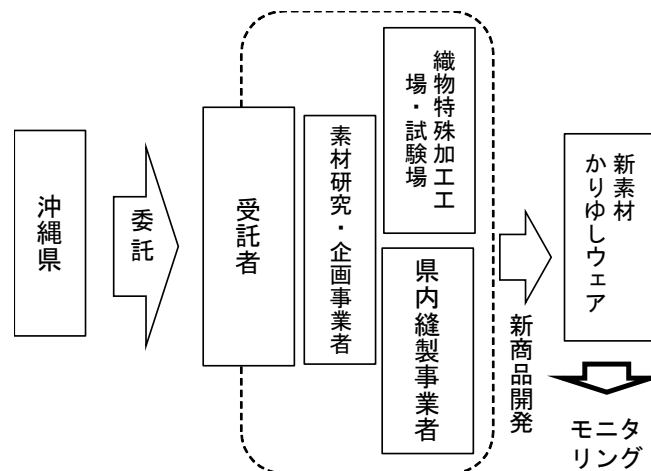 沖縄県
委託
受託者
素材研究・企画事業者
織物特殊加工工
場・試験場
県内縫製事業者
新商品開発
新素材
かりゆしウェア
モニタ
リング